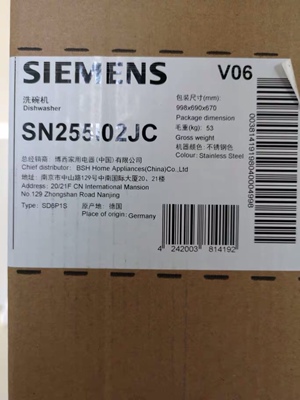 SIEMENS
V06
洗碗机
Dishwasher
SN255I02JC
包装尺寸(mm)
998x690x670
Package dimension
毛重(kg): 53
Gross weight
机器颜色: 不锈钢色
Colour: Stainless Steel
总经销商: 博西家用电器(中国)有限公司
Chief distributor: BSH Home Appliances(China)Co.,Ltd.
地址: 南京市中山路129号中南国际大厦20、21层
Address: 20/21F CN International Mansion
No.129 Zhongshan Road Nanjing
Type: SD6P1S
原产地: 德国
Place of origin: Germany
4 242003 814192